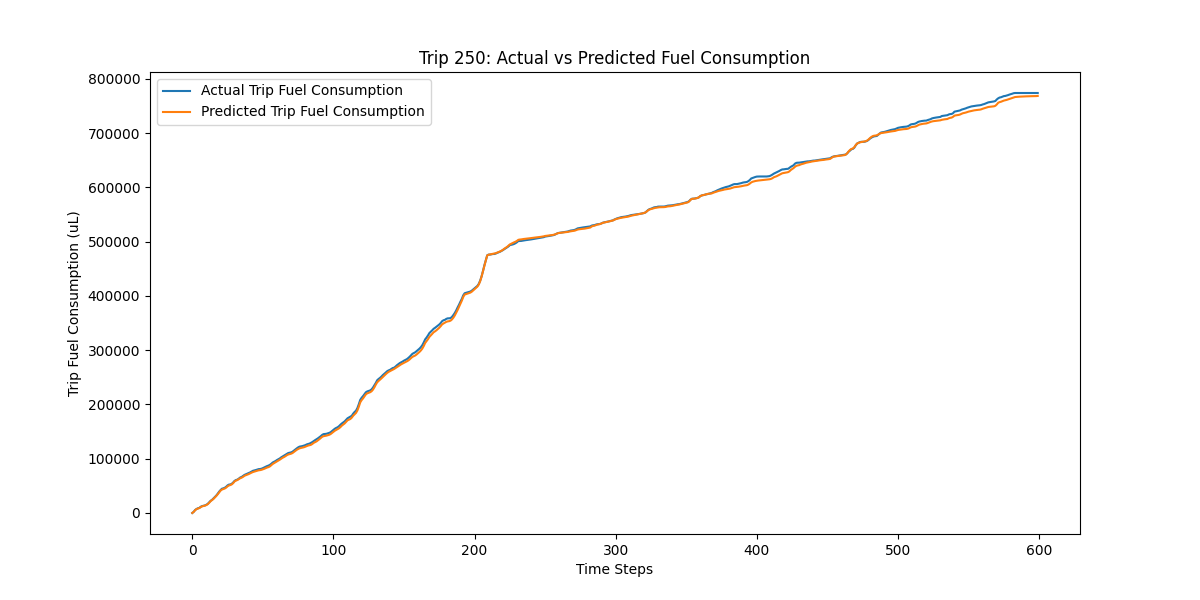 Trip 250: Actual vs Predicted Fuel Consumption
Actual Trip Fuel Consumption
Predicted Trip Fuel Consumption
Trip Fuel Consumption (uL)
800000
700000
600000
500000
400000
300000
200000
100000
0
0 100 200 300 400 500 600
Time Steps